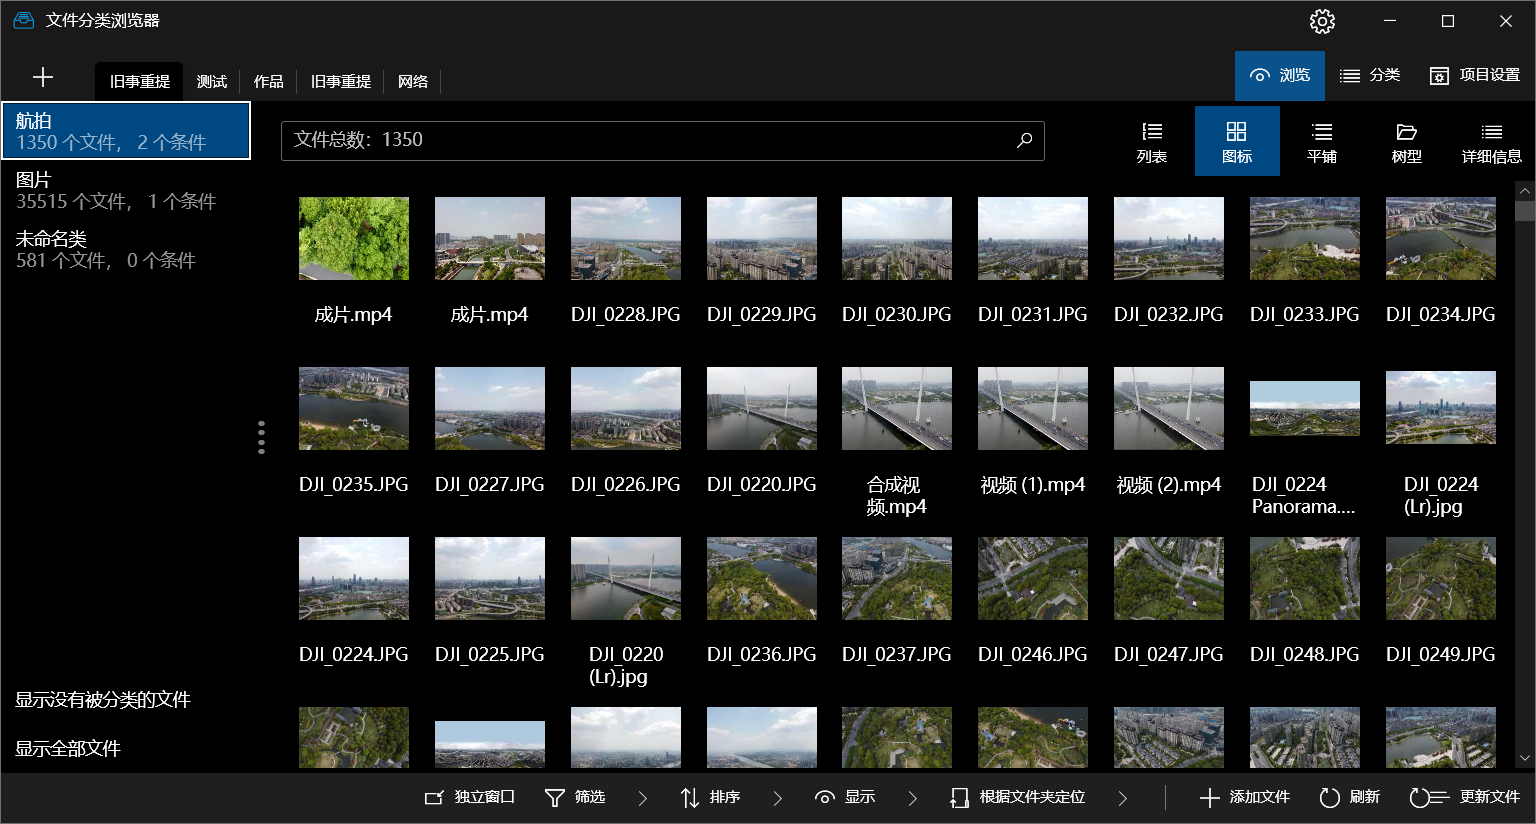 文件分类浏览器
旧事重提 测试 作品 旧事重提 网络
浏览 分类 项目设置
航拍
1350 个文件， 2 个条件
图片
35515 个文件， 1 个条件
未命名类
581 个文件， 0 个条件
显示没有被分类的文件
显示全部文件
文件总数：1350
列表 图标 平铺 树型 详细信息
成片.mp4 成片.mp4 DJI_0228.JPG DJI_0229.JPG DJI_0230.JPG DJI_0231.JPG DJI_0232.JPG DJI_0233.JPG DJI_0234.JPG
DJI_0235.JPG DJI_0227.JPG DJI_0226.JPG DJI_0220.JPG 合成视 视频 (1).mp4 视频 (2).mp4 DJI_0224 DJI_0224
频.mp4 Panorama.... (Lr).jpg
DJI_0224.JPG DJI_0225.JPG DJI_0220 DJI_0236.JPG DJI_0237.JPG DJI_0246.JPG DJI_0247.JPG DJI_0248.JPG DJI_0249.JPG
(Lr).jpg
独立窗口 筛选 排序 显示 根据文件夹定位 添加文件 刷新 更新文件